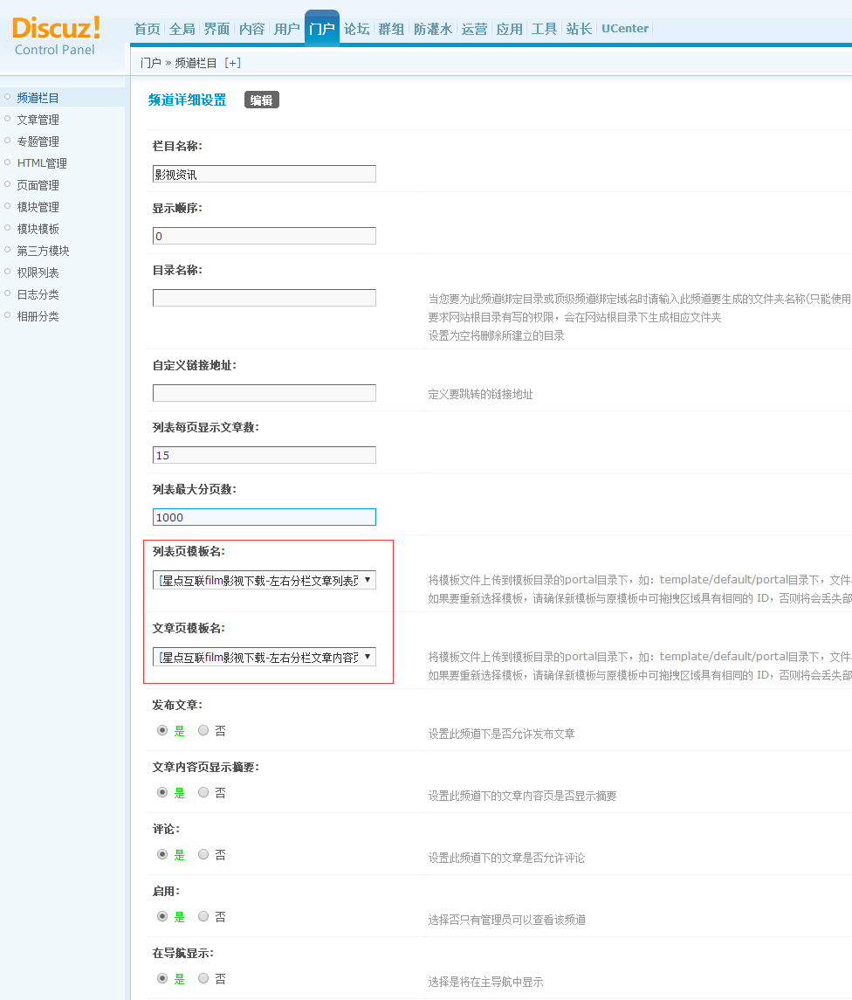 Discuz!
Control Panel
首页 全局 界面 内容 用户 门户 论坛 群组 防灌水 运营 应用 工具 站长 UCenter
门户 » 频道栏目 [+]
频道栏目
文章管理
专题管理
HTML管理
页面管理
模块管理
模块模板
第三方模块
权限列表
日志分类
相册分类
频道详细设置 编辑
栏目名称:
影视资讯
显示顺序:
0
目录名称:
当您要为此频道绑定目录或顶级频道绑定域名时请输入此频道要生成的文件夹名称(只能使用
要求网站根目录有写的权限，会在网站根目录下生成相应文件夹
设置为空将删除所建立的目录
自定义链接地址:
定义要跳转的链接地址
列表每页显示文章数:
15
列表最大分页数:
1000
列表页模板名:
[星点互联film影视下载-左右分栏文章列表页
将模板文件上传到模板目录的portal目录下，如：template/default/portal目录下，文件
如果要重新选择模板，请确保新模板与原模板中可拖拽区域具有相同的 ID，否则将会丢失部
文章页模板名:
[星点互联film影视下载-左右分栏文章内容页
将模板文件上传到模板目录的portal目录下，如：template/default/portal目录下，文件
如果要重新选择模板，请确保新模板与原模板中可拖拽区域具有相同的 ID，否则将会丢失部
发布文章:
是 否
设置此频道下是否允许发布文章
文章内容页显示摘要:
是 否
设置此频道下的文章内容页是否显示摘要
评论:
是 否
设置此频道下的文章是否允许评论
启用:
是 否
选择否只有管理员可以查看该频道
在导航显示:
是 否
选择是将在主导航中显示